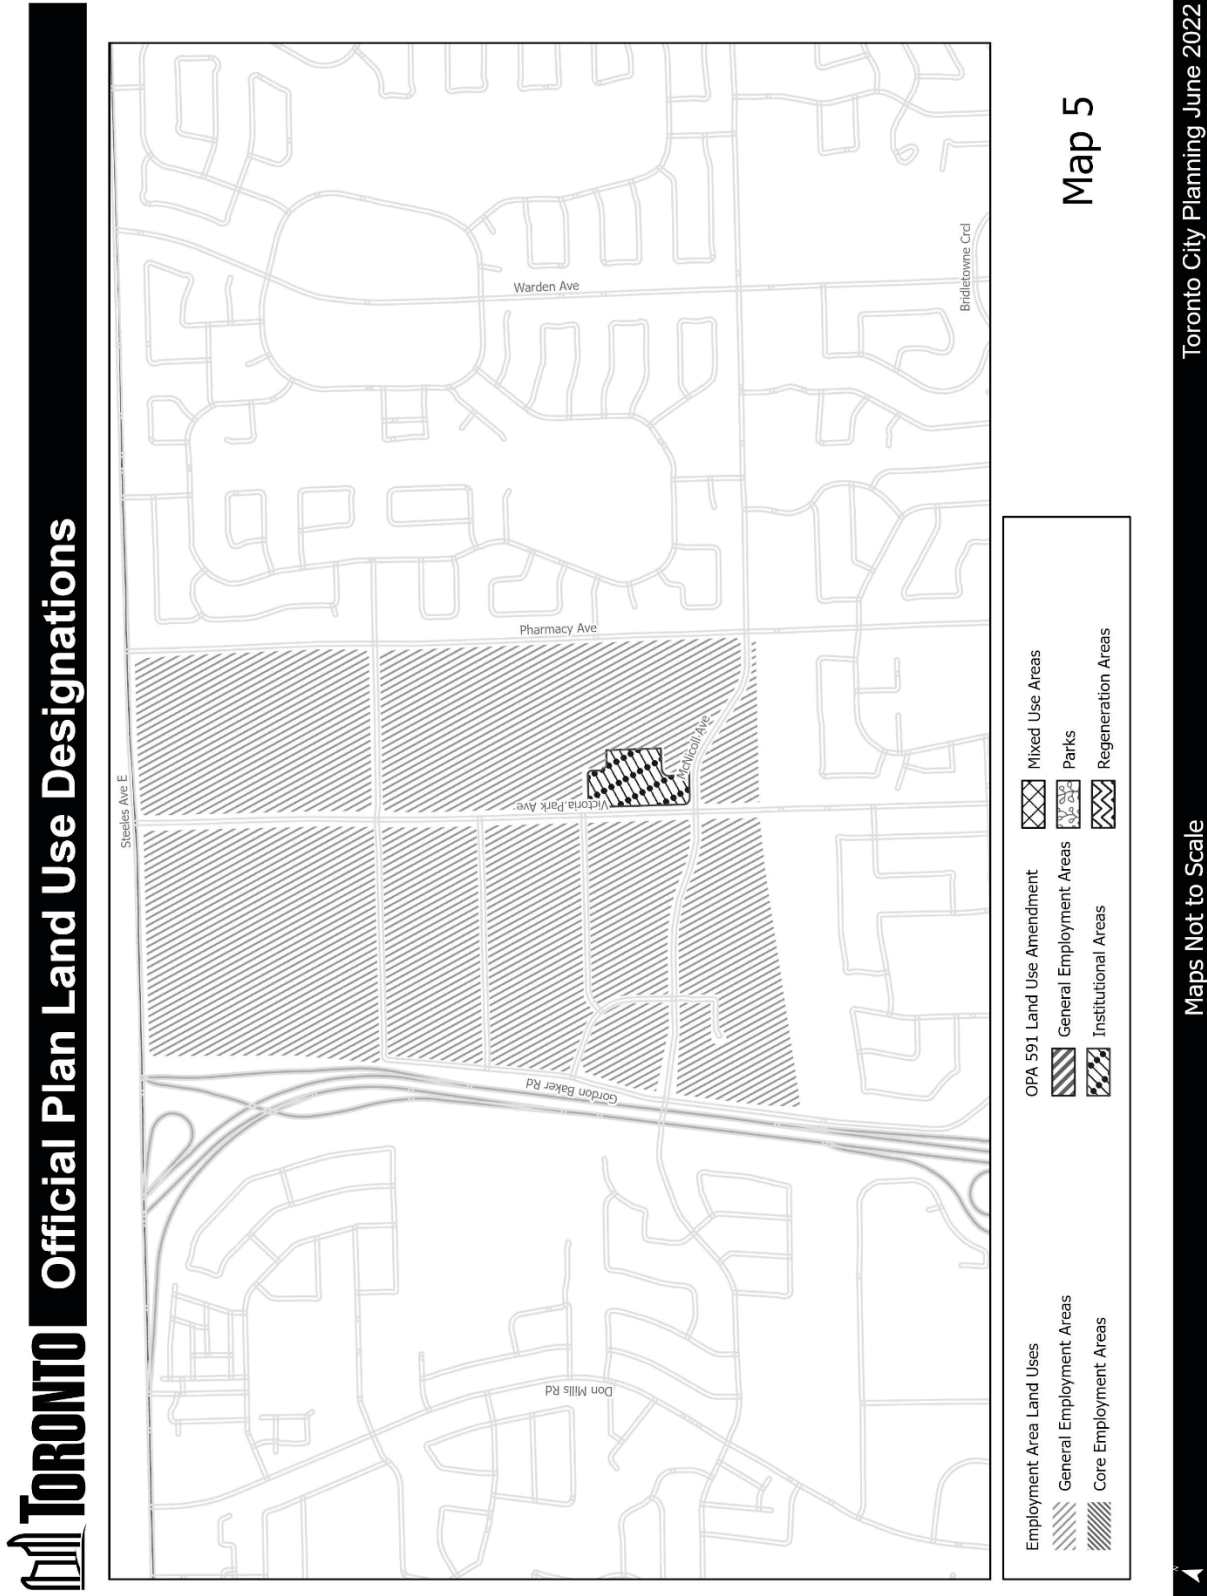 TORONTO
Official Plan Land Use Designations
Steeles Ave E
Don Mills Rd
Gordon Baker Rd
Victoria Park Ave
McNicoll Ave
Pharmacy Ave
Warden Ave
Bridletowne Crcl
Employment Area Land Uses
General Employment Areas
Core Employment Areas
OPA 591 Land Use Amendment
General Employment Areas
Institutional Areas
Mixed Use Areas
Parks
Regeneration Areas
Map 5
N
Maps Not to Scale
Toronto City Planning June 2022